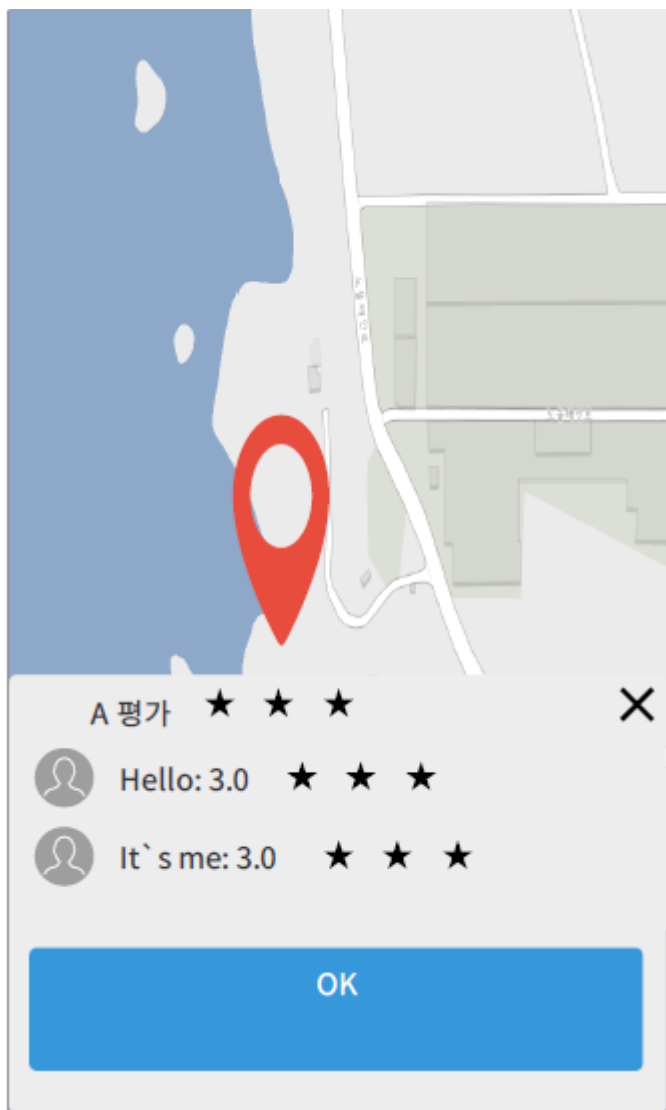 A 평가 ★ ★ ★
Hello: 3.0 ★ ★ ★
It`s me: 3.0 ★ ★ ★
OK